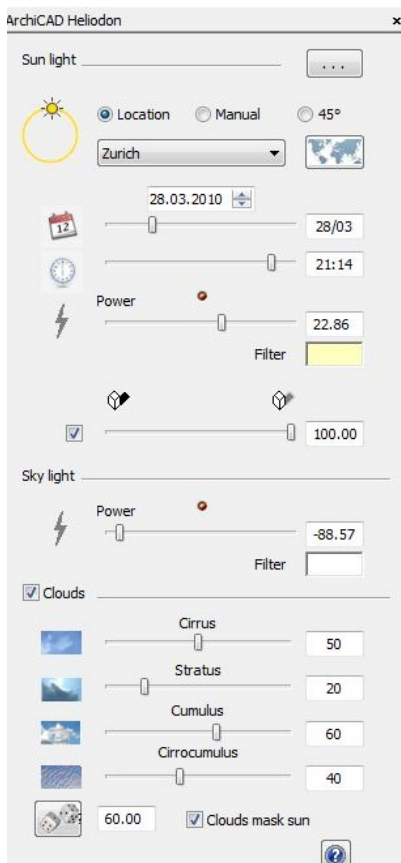 ArchiCAD Heliodon x
Sun light ...
Location Manual 45°
Zurich
28.03.2010
12 28/03
21:14
Power
22.86
Filter
100.00
Sky light
Power
-88.57
Filter
Clouds
Cirrus
50
Stratus
20
Cumulus
60
Cirrocumulus
40
60.00 Clouds mask sun
?